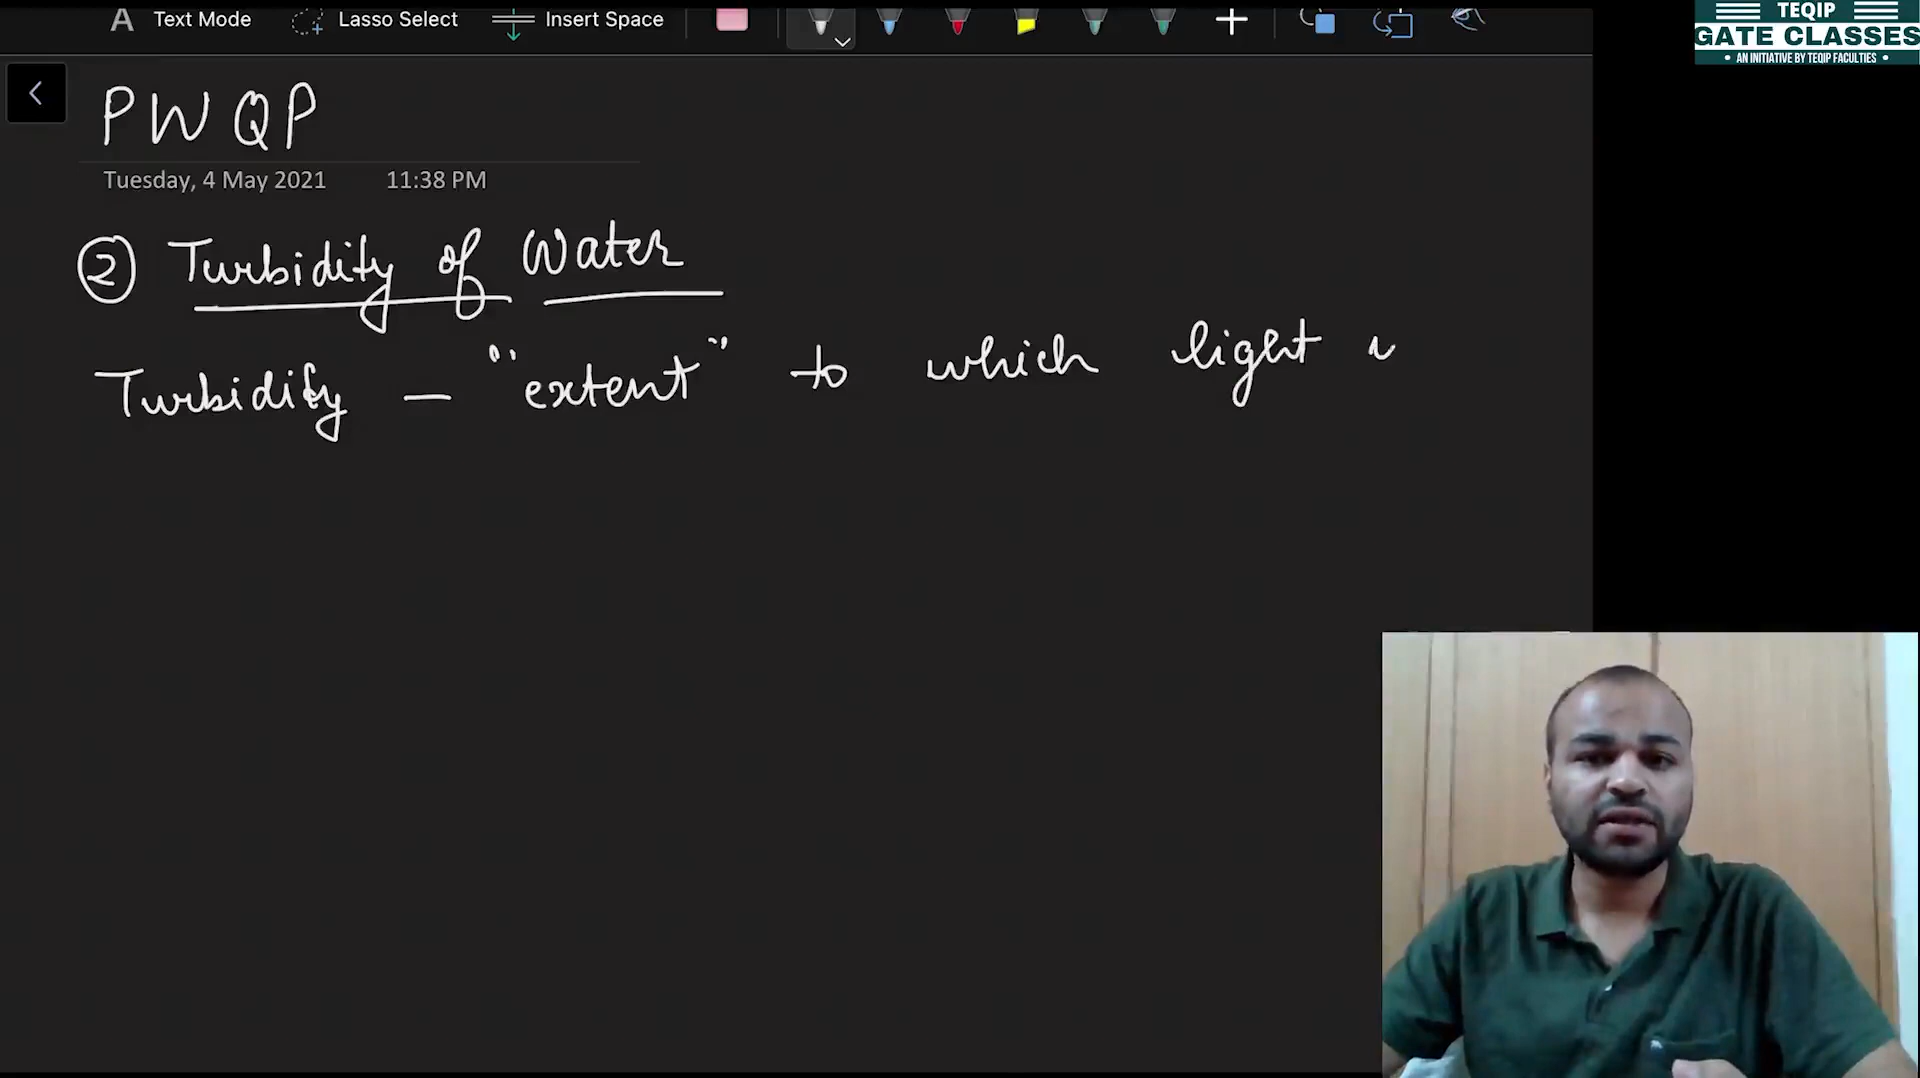 A Text Mode Lasso Select Insert Space
TEQIP
GATE CLASSES
• AN INITIATIVE BY TEQIP FACULTIES •
PWQP
Tuesday, 4 May 2021 11:38 PM
② Turbidity of Water
Turbidity — "extent" to which light